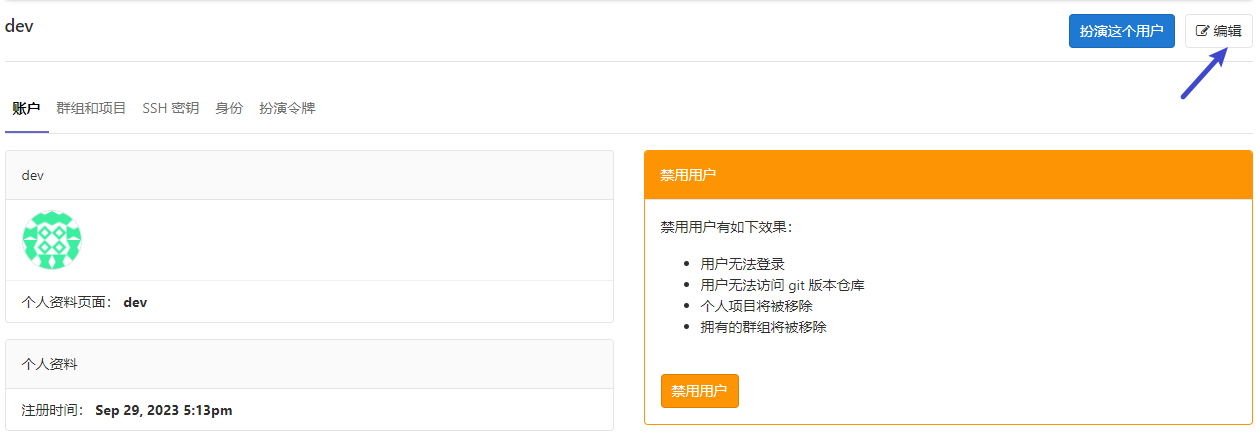 dev
扮演这个用户
编辑
账户 群组和项目 SSH 密钥 身份 扮演令牌
dev
个人资料页面： dev
个人资料
注册时间： Sep 29, 2023 5:13pm
禁用用户
禁用用户有如下效果：
用户无法登录
用户无法访问 git 版本仓库
个人项目将被移除
拥有的群组将被移除
禁用用户